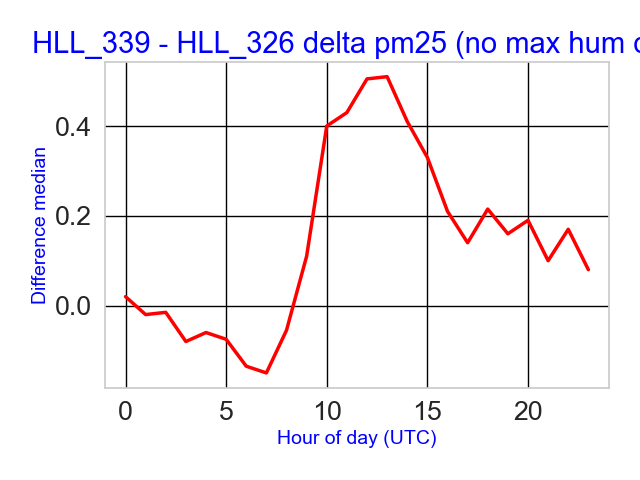 HLL_339 - HLL_326 delta pm25 (no max hum
Difference median
0.4
0.2
0.0
0 5 10 15 20
Hour of day (UTC)